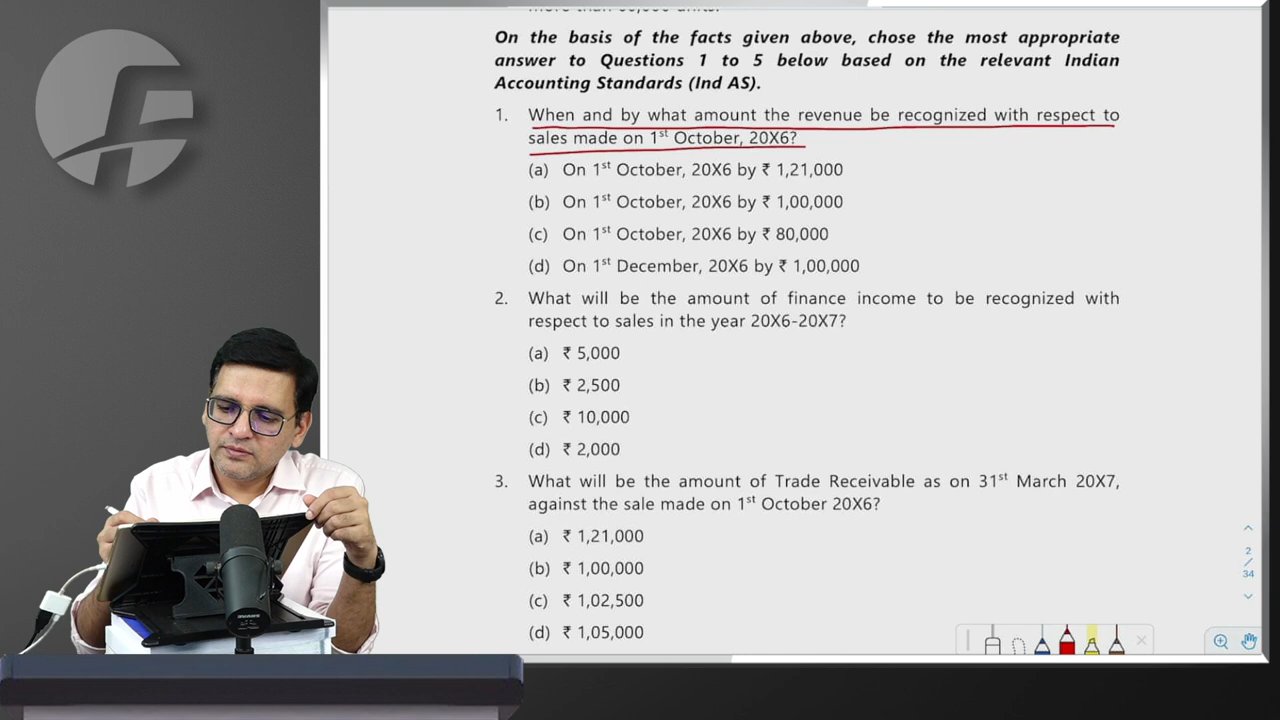 On the basis of the facts given above, chose the most appropriate
answer to Questions 1 to 5 below based on the relevant Indian
Accounting Standards (Ind AS).
1. When and by what amount the revenue be recognized with respect to
sales made on 1st October, 20X6?
(a) On 1st October, 20X6 by ₹ 1,21,000
(b) On 1st October, 20X6 by ₹ 1,00,000
(c) On 1st October, 20X6 by ₹ 80,000
(d) On 1st December, 20X6 by ₹ 1,00,000
2. What will be the amount of finance income to be recognized with
respect to sales in the year 20X6-20X7?
(a) ₹ 5,000
(b) ₹ 2,500
(c) ₹ 10,000
(d) ₹ 2,000
3. What will be the amount of Trade Receivable as on 31st March 20X7,
against the sale made on 1st October 20X6?
(a) ₹ 1,21,000
(b) ₹ 1,00,000
(c) ₹ 1,02,500
(d) ₹ 1,05,000
2
/
34